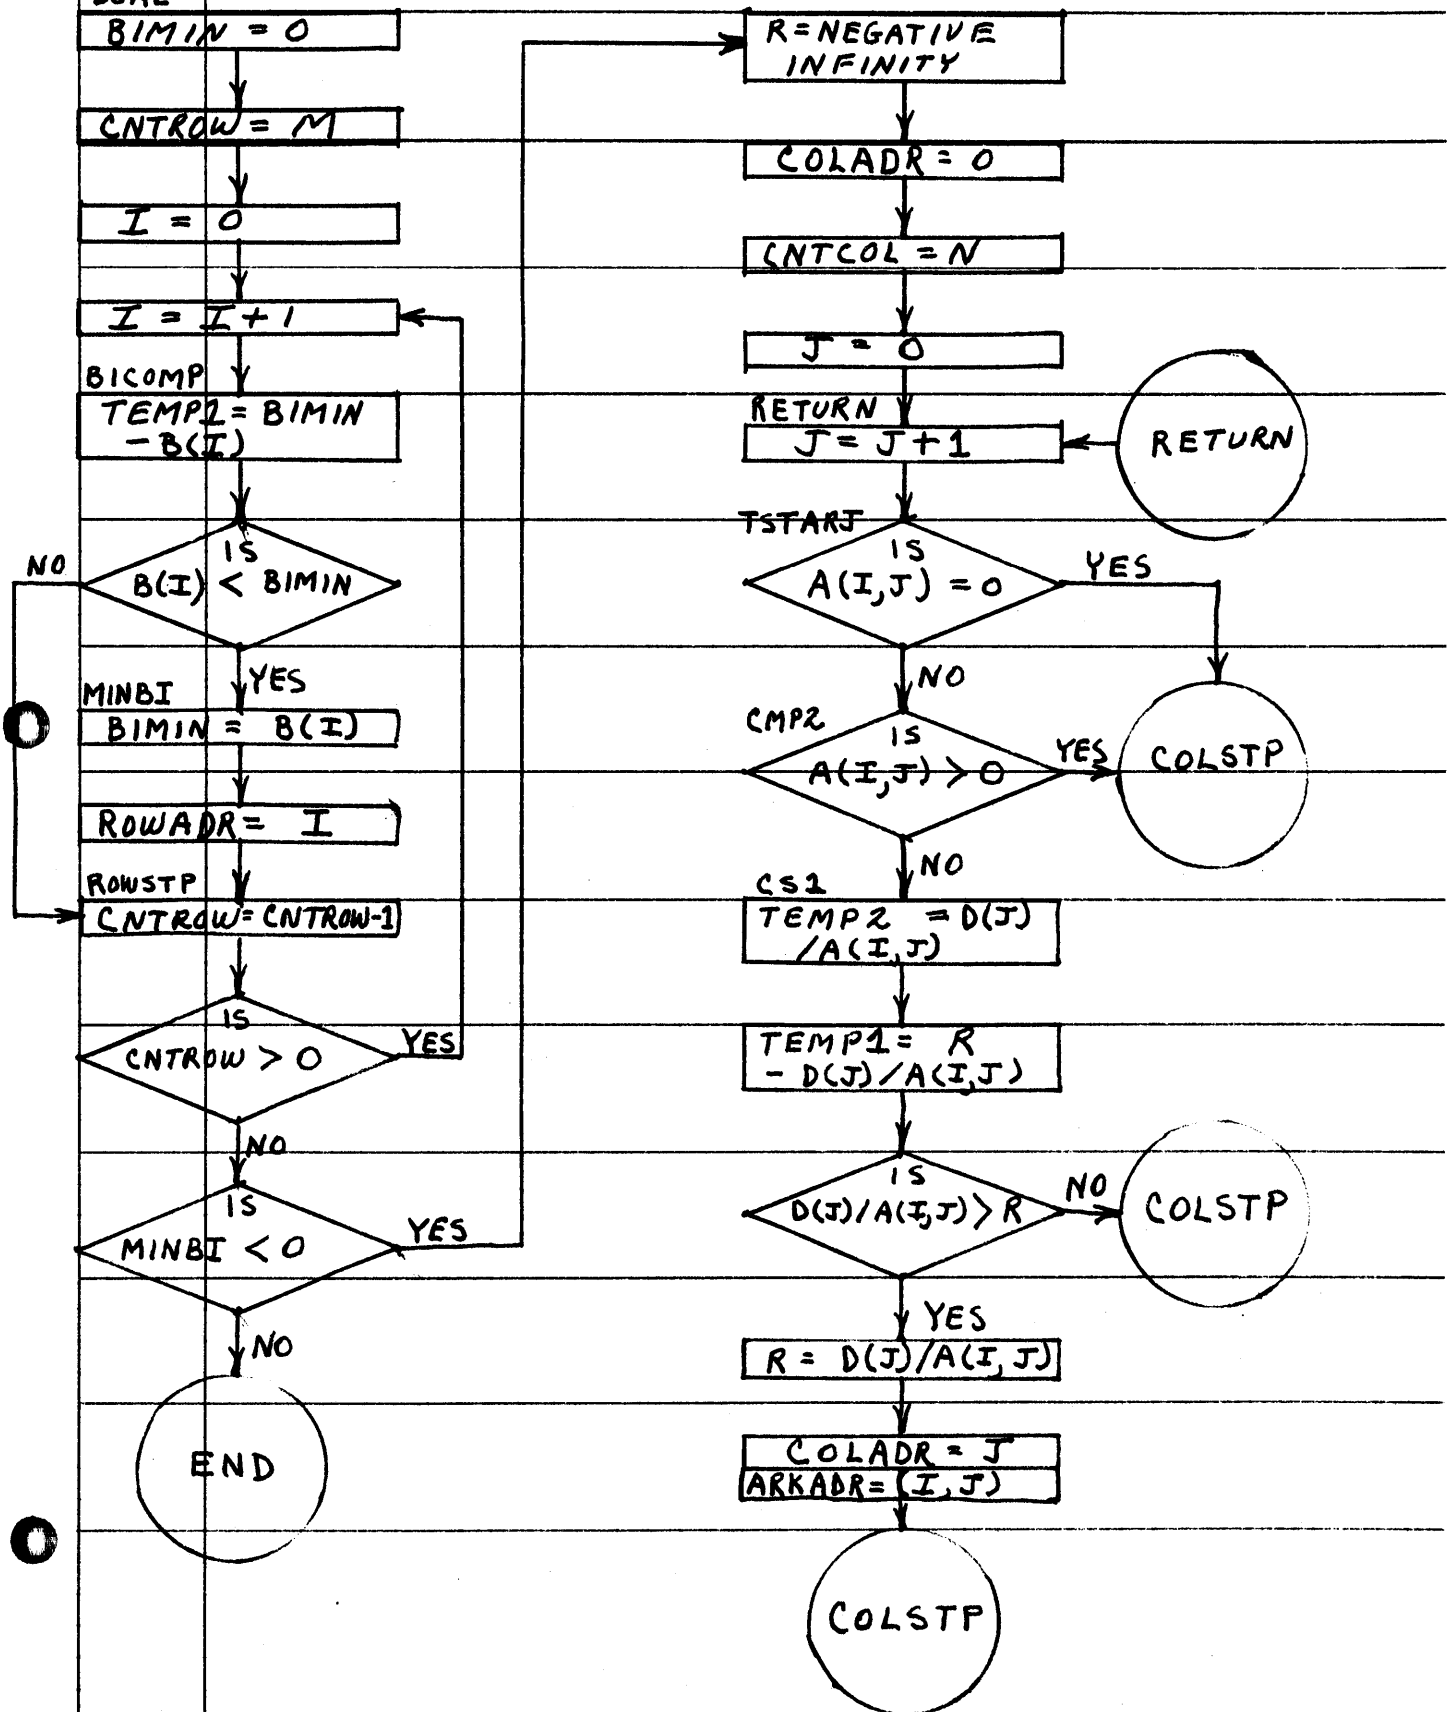 DUAL
BIMIN = 0
CNTROW = M
I = 0
I = I + 1
BICOMP
TEMP1 = BIMIN
- B(I)
IS
B(I) < BIMIN
NO
YES
MINBI
BIMIN = B(I)
ROWADR = I
ROWSTP
CNTROW = CNTROW-1
IS
CNTROW > 0
YES
NO
IS
MINBI < 0
YES
NO
END
R = NEGATIVE
INFINITY
COLADR = 0
CNTCOL = N
J = 0
RETURN
J = J + 1
RETURN
TSTARJ
IS
A(I,J) = 0
YES
NO
CMP2
IS
A(I,J) > 0
YES
COLSTP
NO
CS1
TEMP2 = D(J)
/A(I,J)
TEMP1 = R
- D(J)/A(I,J)
IS
D(J)/A(I,J) > R
NO
COLSTP
YES
R = D(J)/A(I,J)
COLADR = J
ARKADR = (I,J)
COLSTP